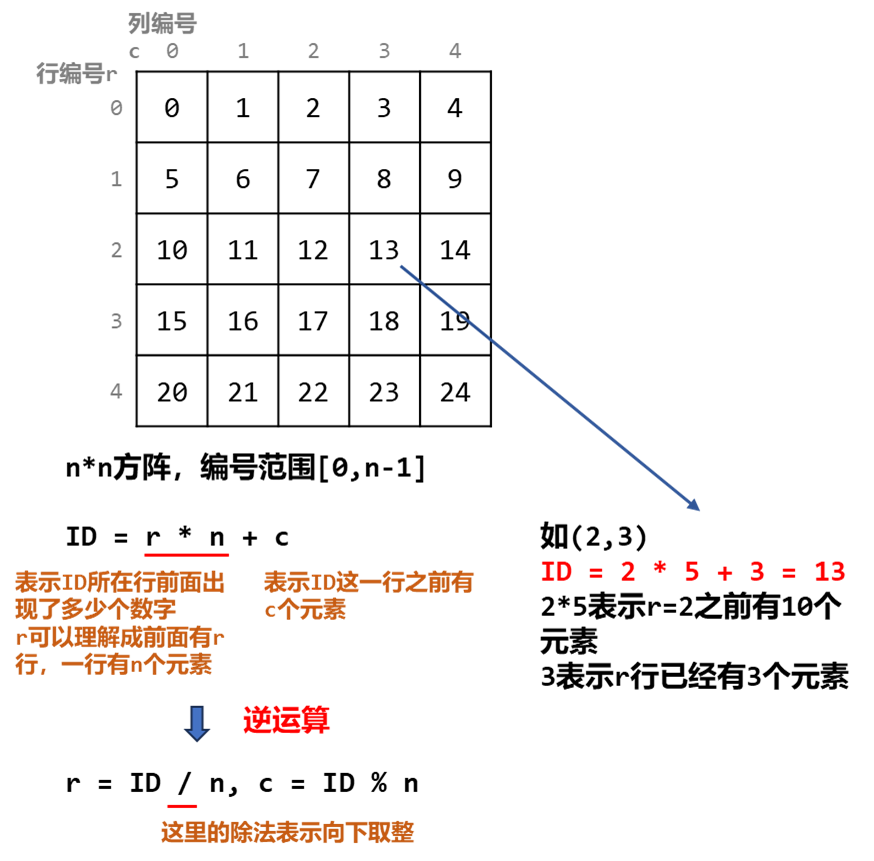 列编号
c 0 1 2 3 4
行编号r
0 0 1 2 3 4
1 5 6 7 8 9
2 10 11 12 13 14
3 15 16 17 18 19
4 20 21 22 23 24
n*n方阵，编号范围[0,n-1]
ID = r * n + c
表示ID所在行前面出
现了多少个数字
r可以理解成前面有r
行，一行有n个元素
表示ID这一行之前有
c个元素
如(2,3)
ID = 2 * 5 + 3 = 13
2*5表示r=2之前有10个
元素
3表示r行已经有3个元素
逆运算
r = ID / n, c = ID % n
这里的除法表示向下取整